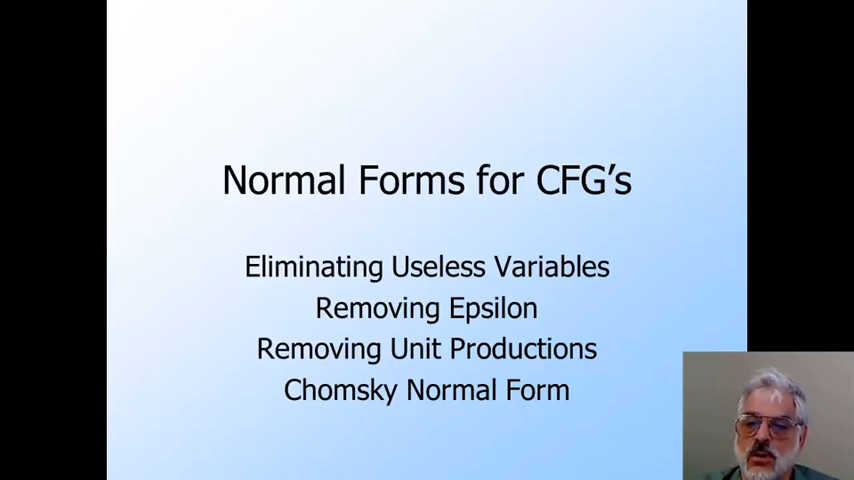 Normal Forms for CFG’s
Eliminating Useless Variables
Removing Epsilon
Removing Unit Productions
Chomsky Normal Form